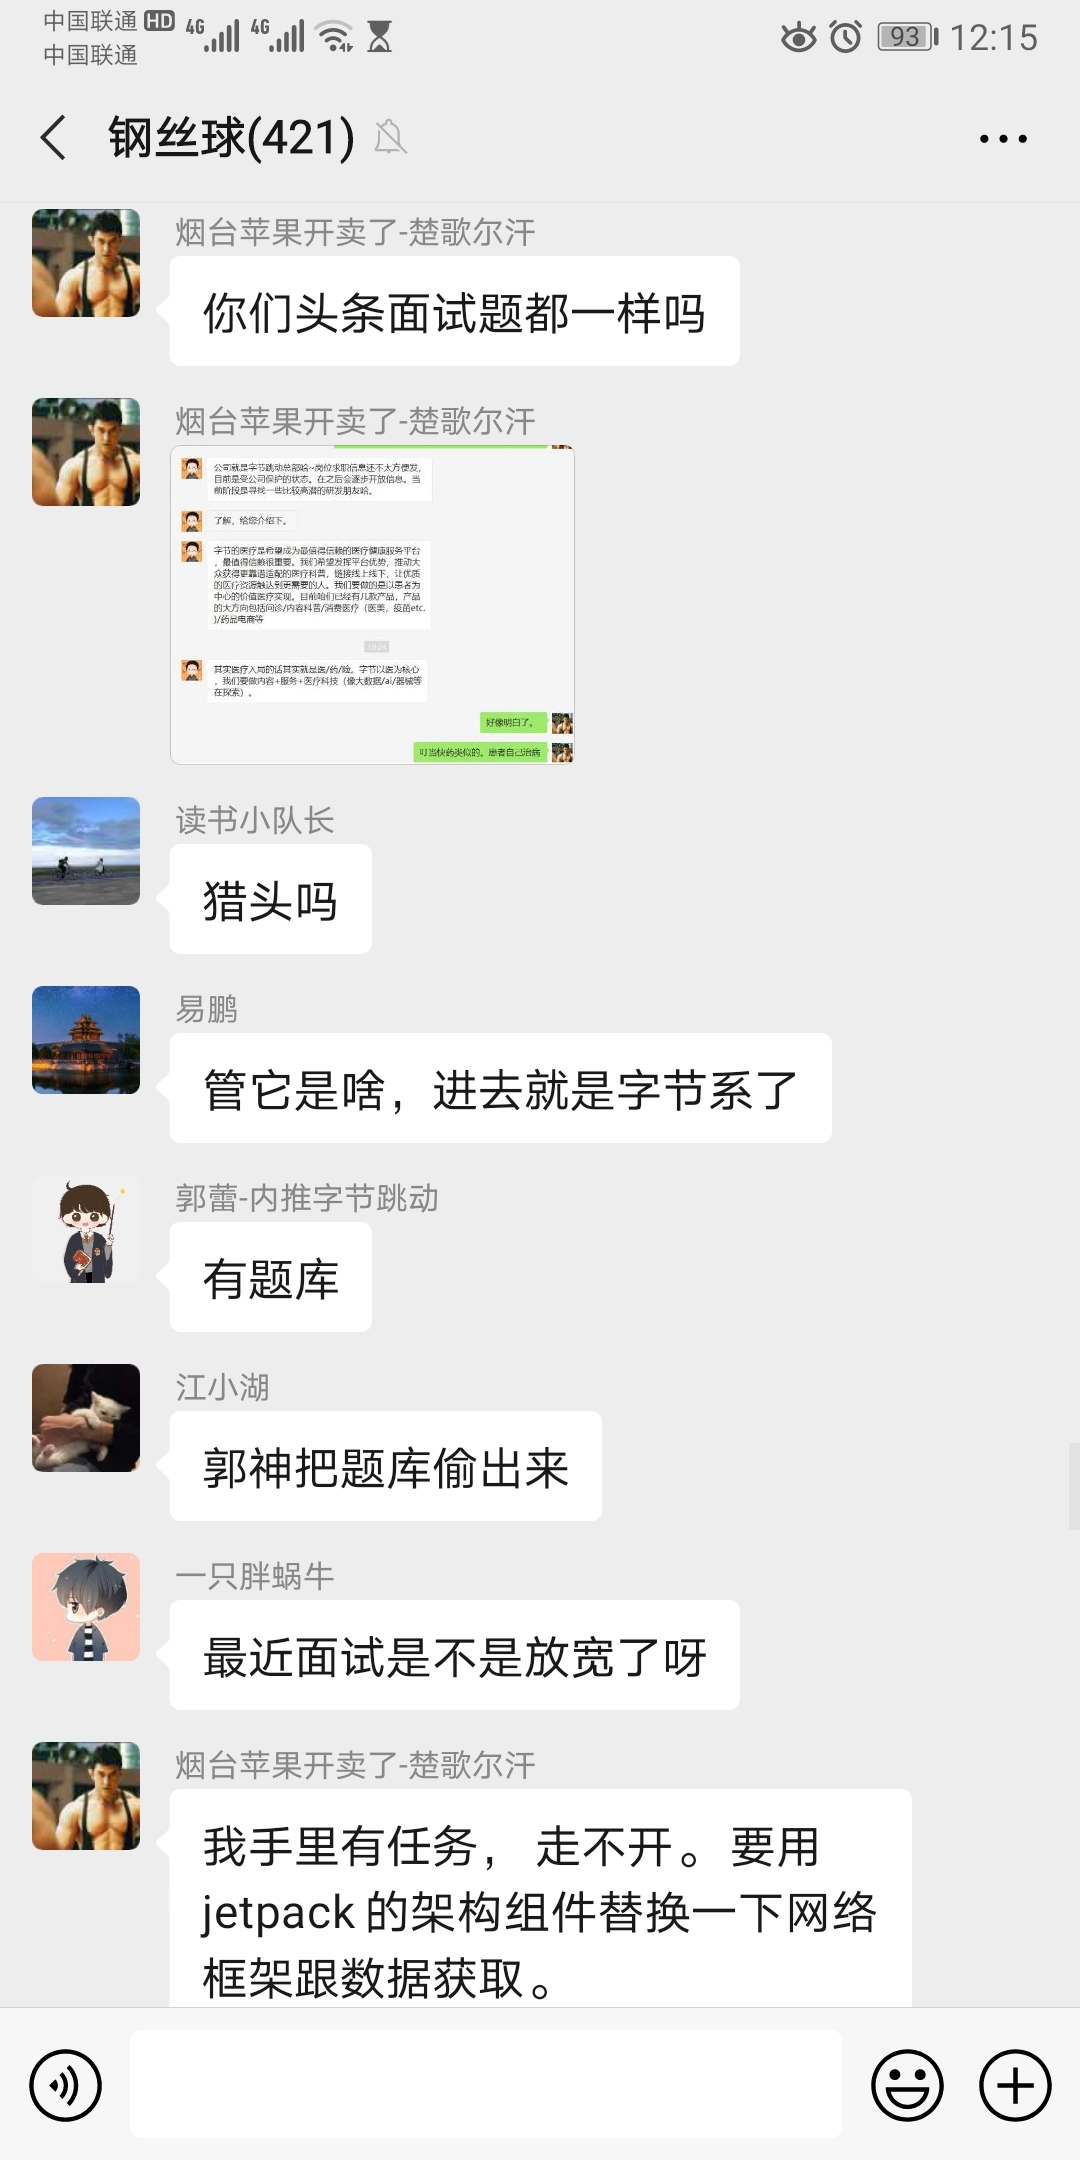 中国联通 HD 4G 4G 93 12:15
中国联通
钢丝球(421)
烟台苹果开卖了-楚歌尔汗
你们头条面试题都一样吗
烟台苹果开卖了-楚歌尔汗
公司就是字节跳动总部哈~岗位求职信息还不太方便发，
目前是受公司保护的状态。在之后会逐步开放信息。当
前阶段是寻找一些比较高潜的研发朋友哈。
了解，给您介绍下。
字节的医疗是希望成为最值得信赖的医疗健康服务平台
，最值得信赖很重要。我们希望发挥平台优势，推动大
众获得更靠谱适配的医疗科普，链接线上线下，让优质
的医疗资源触达到更需要的人。我们要做的是以患者为
中心的价值医疗实现。目前咱们已经有几款产品，产品
的大方向包括问诊/内容科普/消费医疗（医美，疫苗etc.
)/药品电商等
10:24
其实医疗入局的话其实就是医/药/险。字节以医为核心
，我们要做内容+服务+医疗科技（像大数据/ai/器械等
在探索）。
好像明白了。
叮当快药类似的。患者自己治病
读书小队长
猎头吗
易鹏
管它是啥，进去就是字节系了
郭蕾-内推字节跳动
有题库
江小湖
郭神把题库偷出来
一只胖蜗牛
最近面试是不是放宽了呀
烟台苹果开卖了-楚歌尔汗
我手里有任务， 走不开。要用
jetpack 的架构组件替换一下网络
框架跟数据获取。